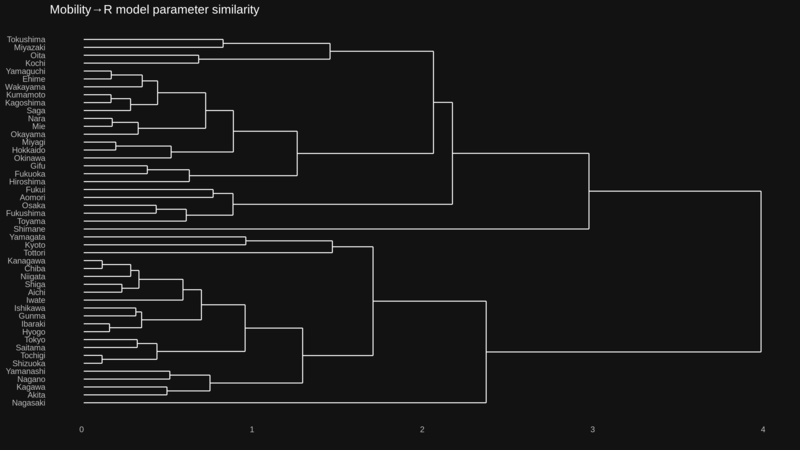 Mobility→R model parameter similarity
Tokushima
Miyazaki
Oita
Kochi
Yamaguchi
Ehime
Wakayama
Kumamoto
Kagoshima
Saga
Nara
Mie
Okayama
Miyagi
Hokkaido
Okinawa
Gifu
Fukuoka
Hiroshima
Fukui
Aomori
Osaka
Fukushima
Toyama
Shimane
Yamagata
Kyoto
Tottori
Kanagawa
Chiba
Niigata
Shiga
Aichi
Iwate
Ishikawa
Gunma
Ibaraki
Hyogo
Tokyo
Saitama
Tochigi
Shizuoka
Yamanashi
Nagano
Kagawa
Akita
Nagasaki
0 1 2 3 4